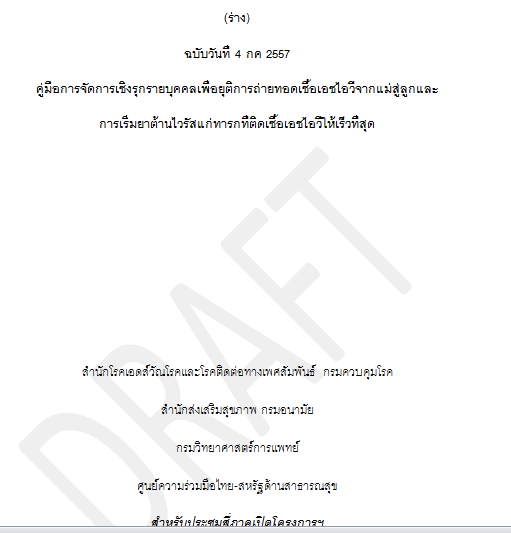 (ร่าง)
ฉบับวันที่ 4 กค 2557
คู่มือการจัดการเชิงรุกรายบุคคลเพื่อยุติการถ่ายทอดเชื้อเอชไอวีจากแม่สู่ลูกและ
การเริ่มยาต้านไวรัสแก่ทารกที่ติดเชื้อเอชไอวีให้เร็วที่สุด
DRAFT
สำนักโรคเอดส์วัณโรคและโรคติดต่อทางเพศสัมพันธ์ กรมควบคุมโรค
สำนักส่งเสริมสุขภาพ กรมอนามัย
กรมวิทยาศาสตร์การแพทย์
ศูนย์ความร่วมมือไทย-สหรัฐด้านสาธารณสุข
สำหรับประชุมสี่ภาคเปิดโครงการฯ